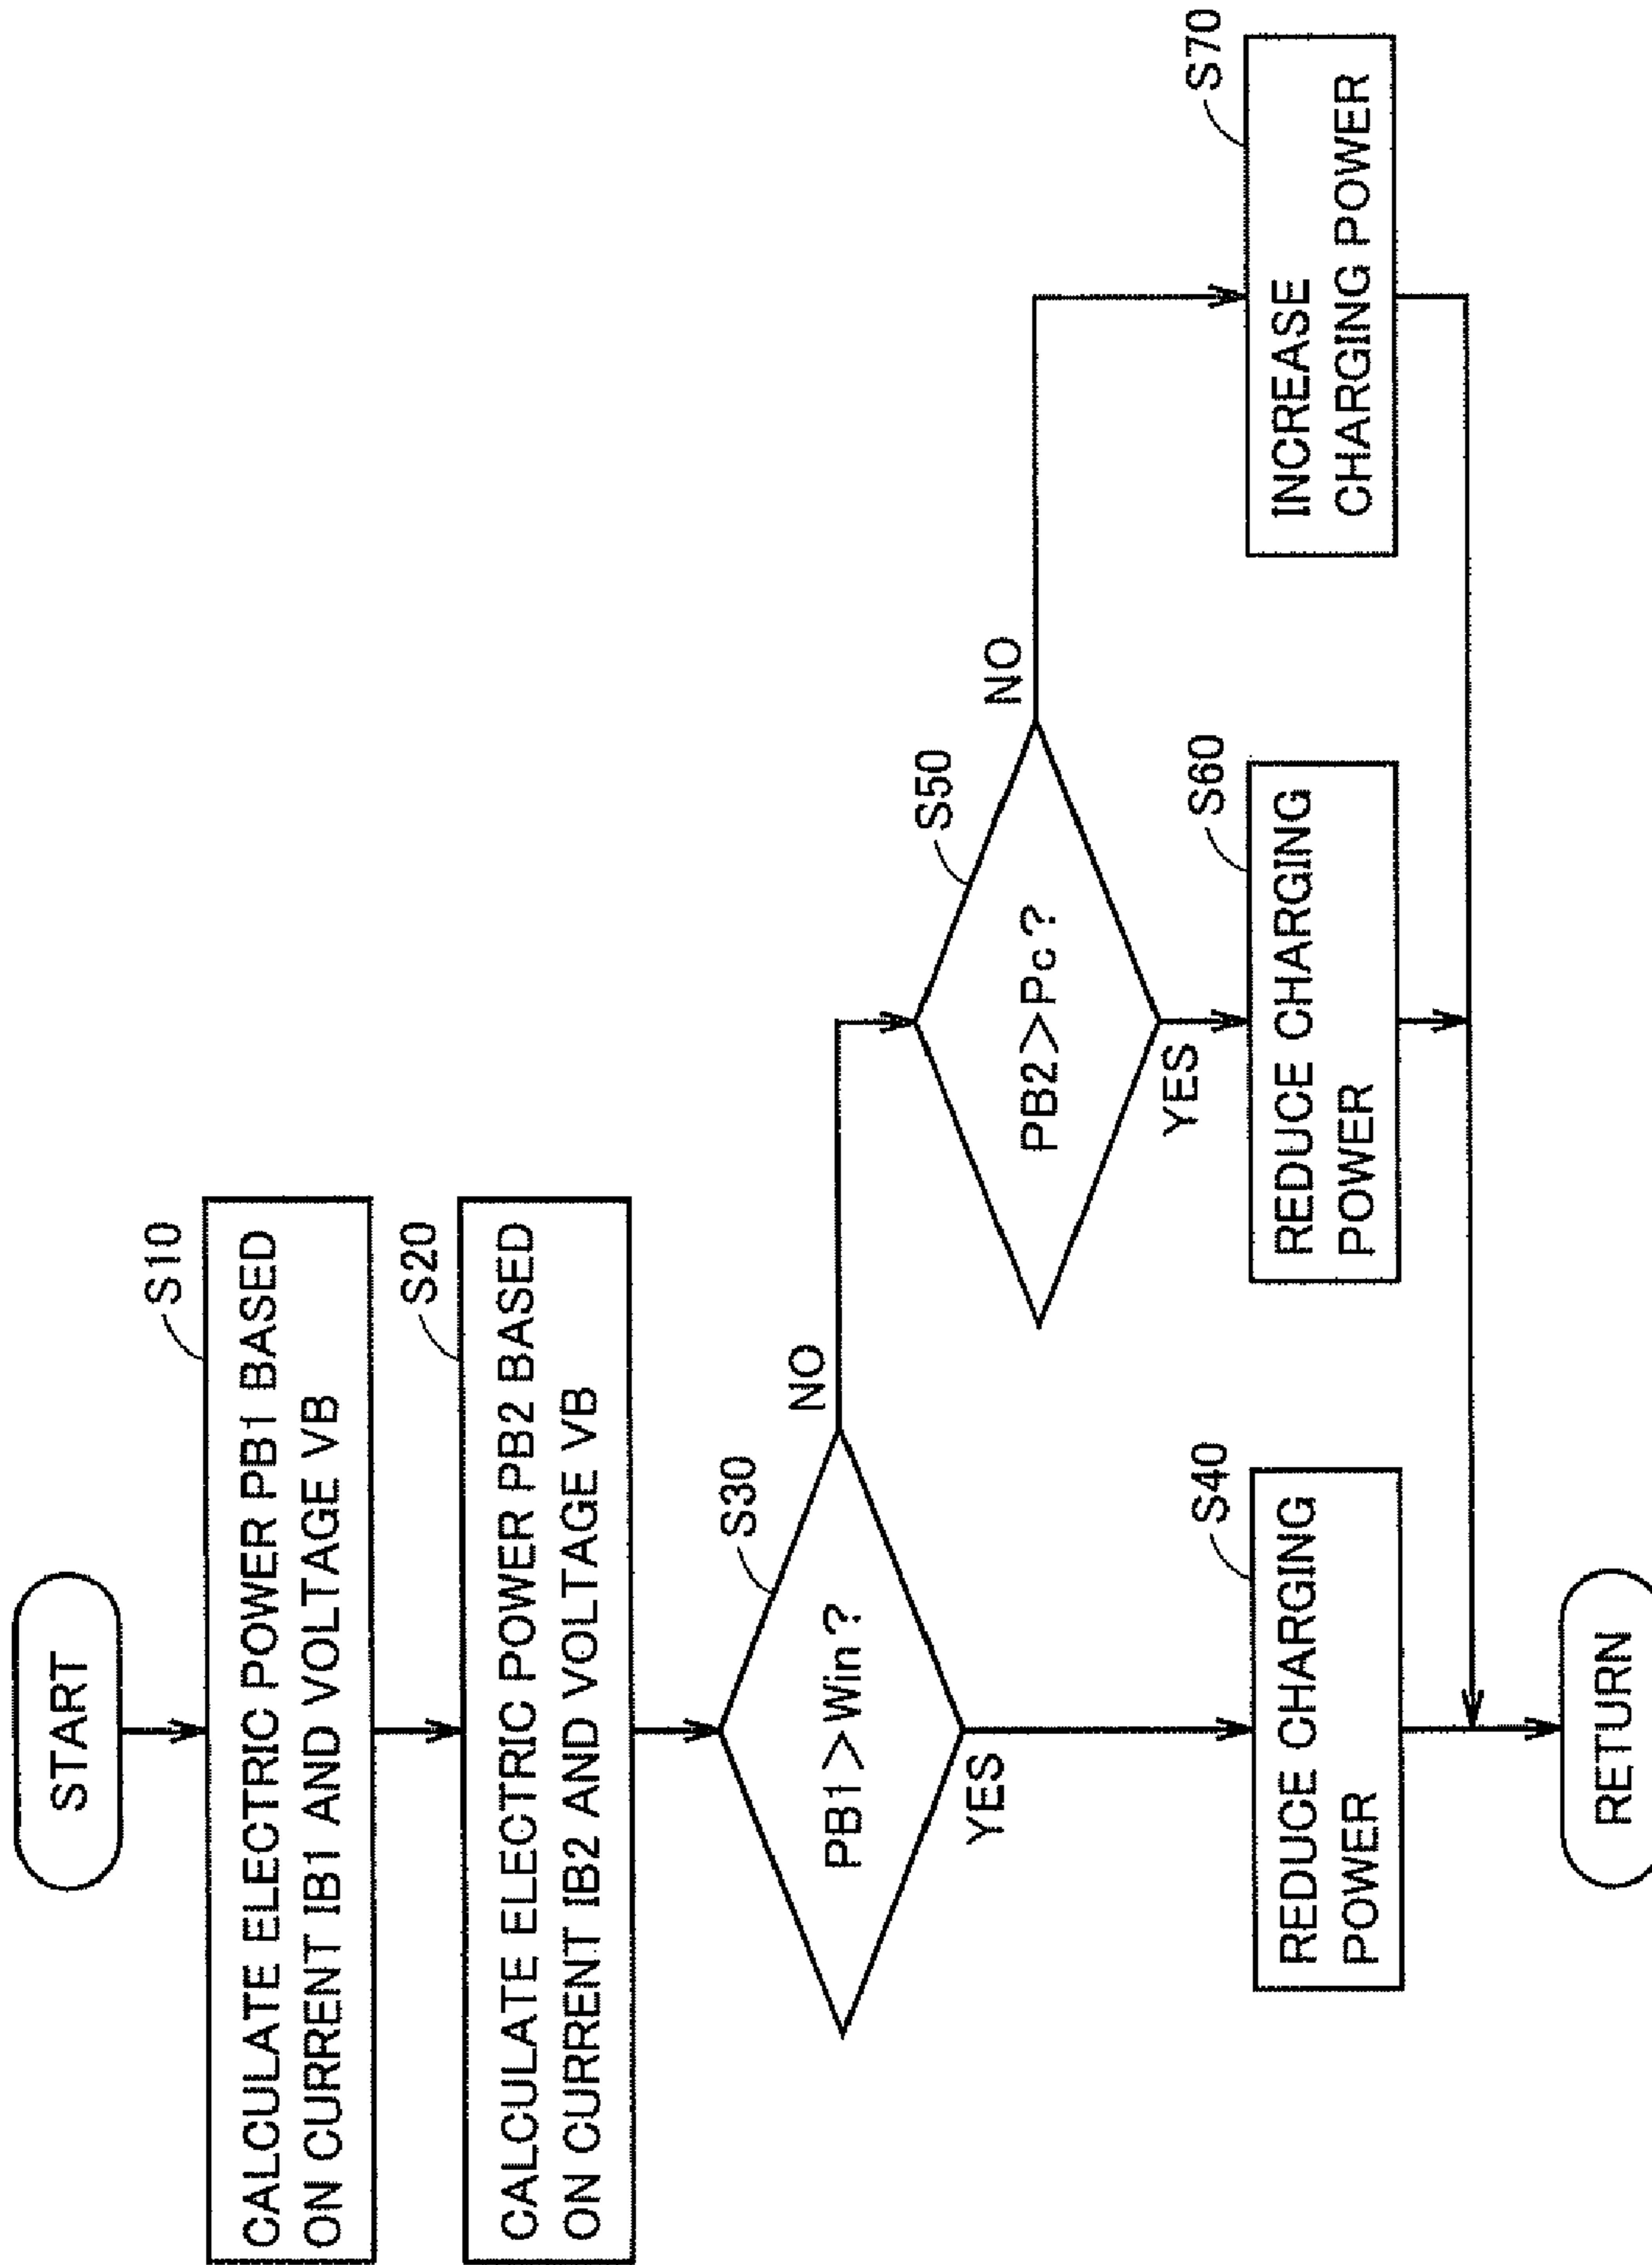 START
S10
CALCULATE ELECTRIC POWER PB1 BASED
ON CURRENT IB1 AND VOLTAGE VB
S20
CALCULATE ELECTRIC POWER PB2 BASED
ON CURRENT IB2 AND VOLTAGE VB
S30
PB1>Win?
NO
YES
S50
PB2>Pc?
NO
YES
S40
REDUCE CHARGING
POWER
S60
REDUCE CHARGING
POWER
S70
INCREASE
CHARGING POWER
RETURN